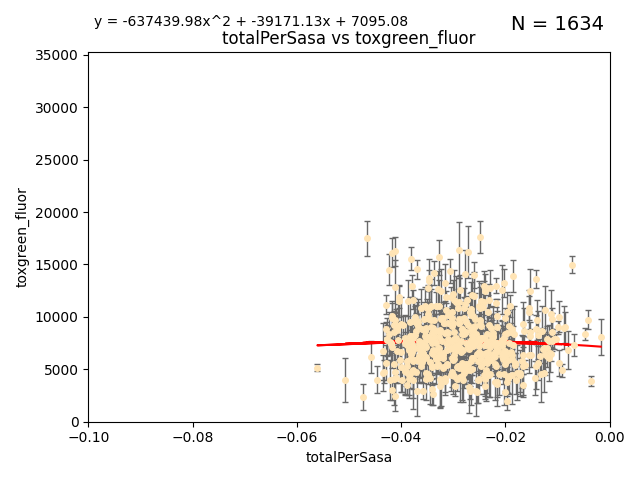 y = -637439.98x^2 + -39171.13x + 7095.08
N = 1634
totalPerSasa vs toxgreen_fluor
35000
30000
25000
20000
15000
10000
5000
0
toxgreen_fluor
−0.10
−0.08
−0.06
−0.04
−0.02
0.00
totalPerSasa